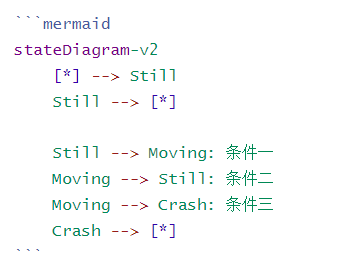 ```mermaid
stateDiagram-v2
    [*] --> Still
    Still --> [*]

    Still --> Moving: 条件一
    Moving --> Still: 条件二
    Moving --> Crash: 条件三
    Crash --> [*]
```